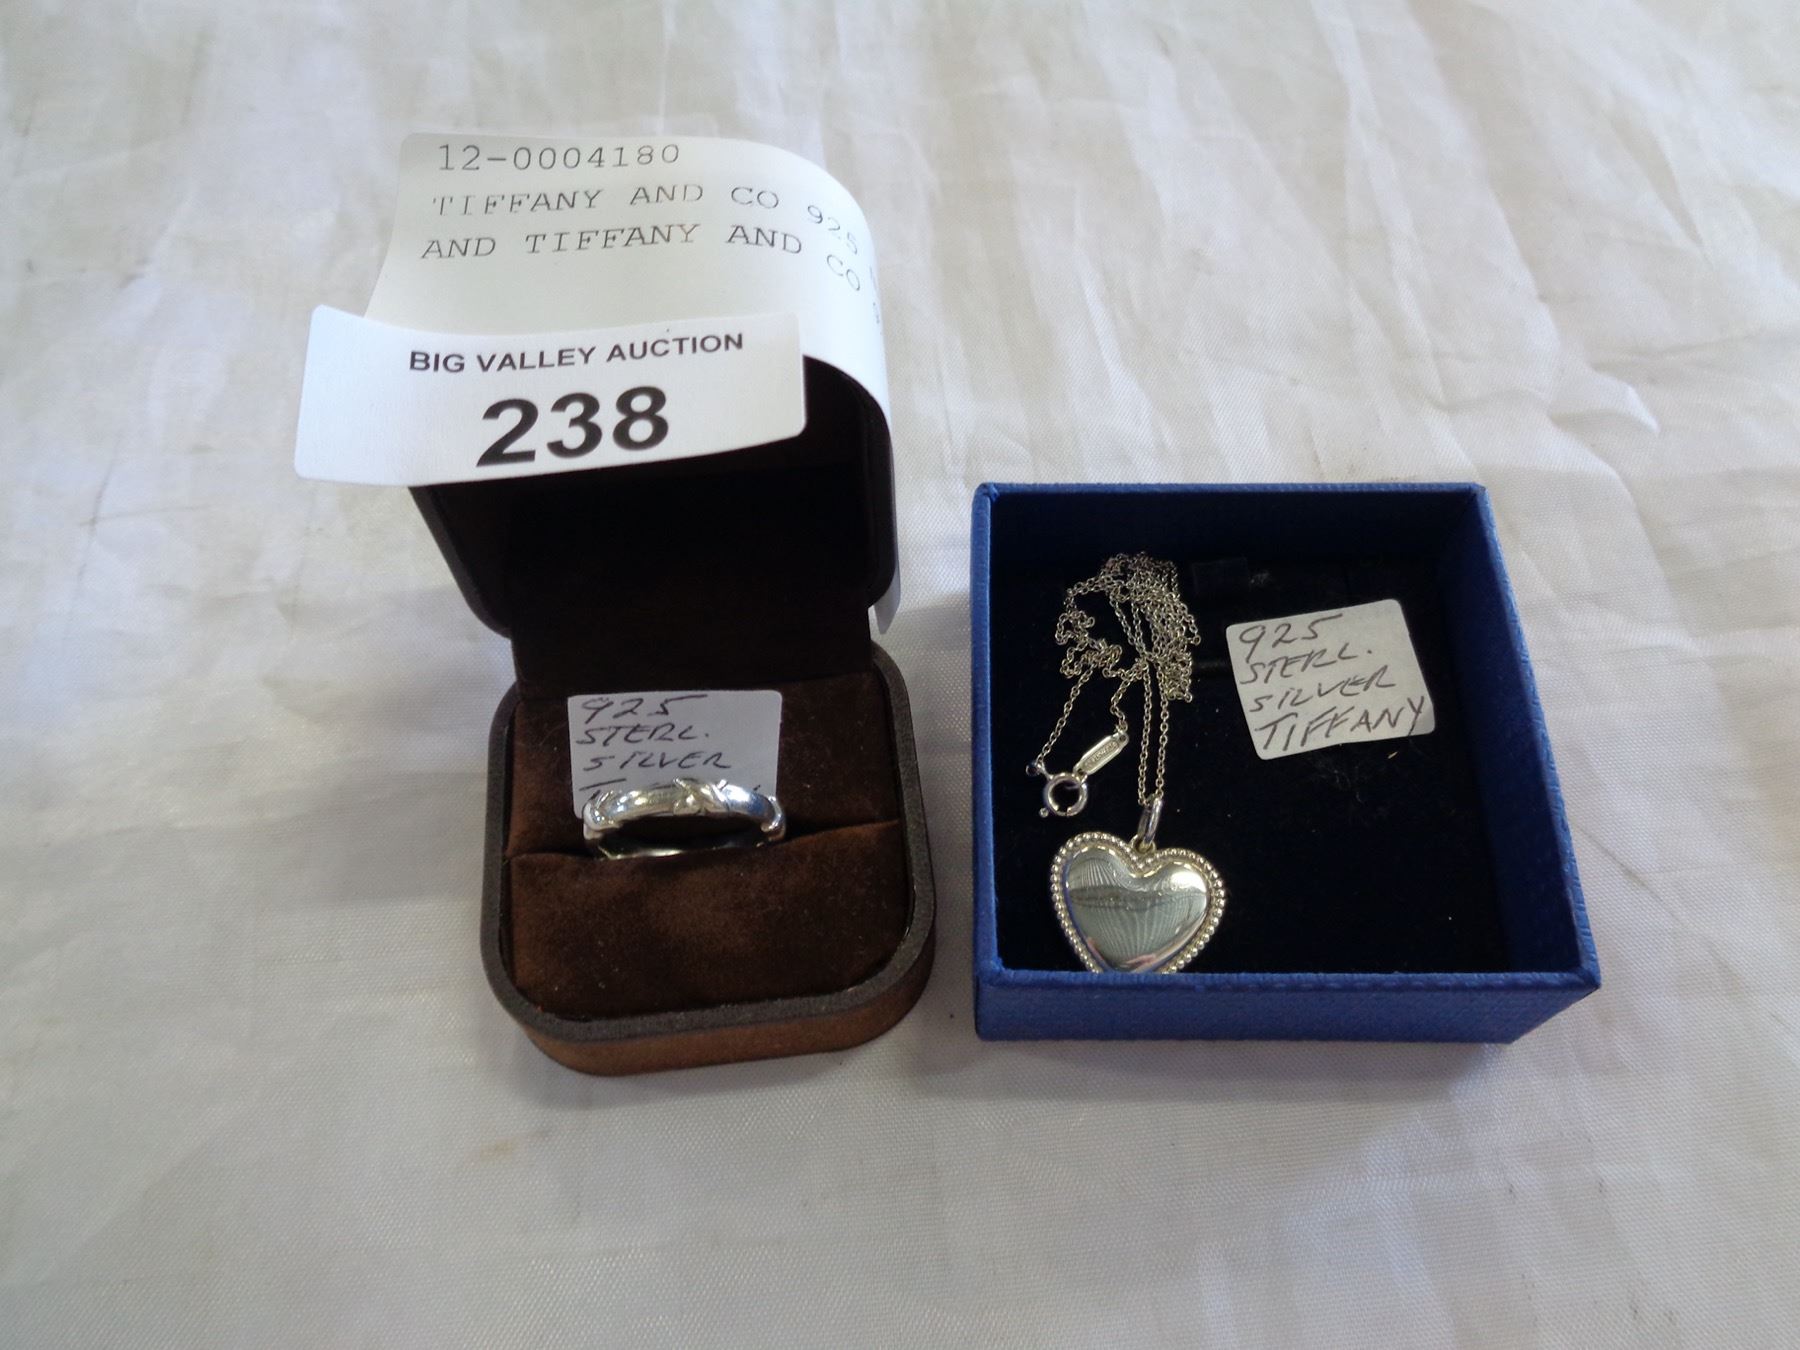 12-0004180
TIFFANY AND CO 925
AND TIFFANY AND CO
BIG VALLEY AUCTION
238
925
STERL.
SILVER
925
STERL.
SILVER
TIFFANY